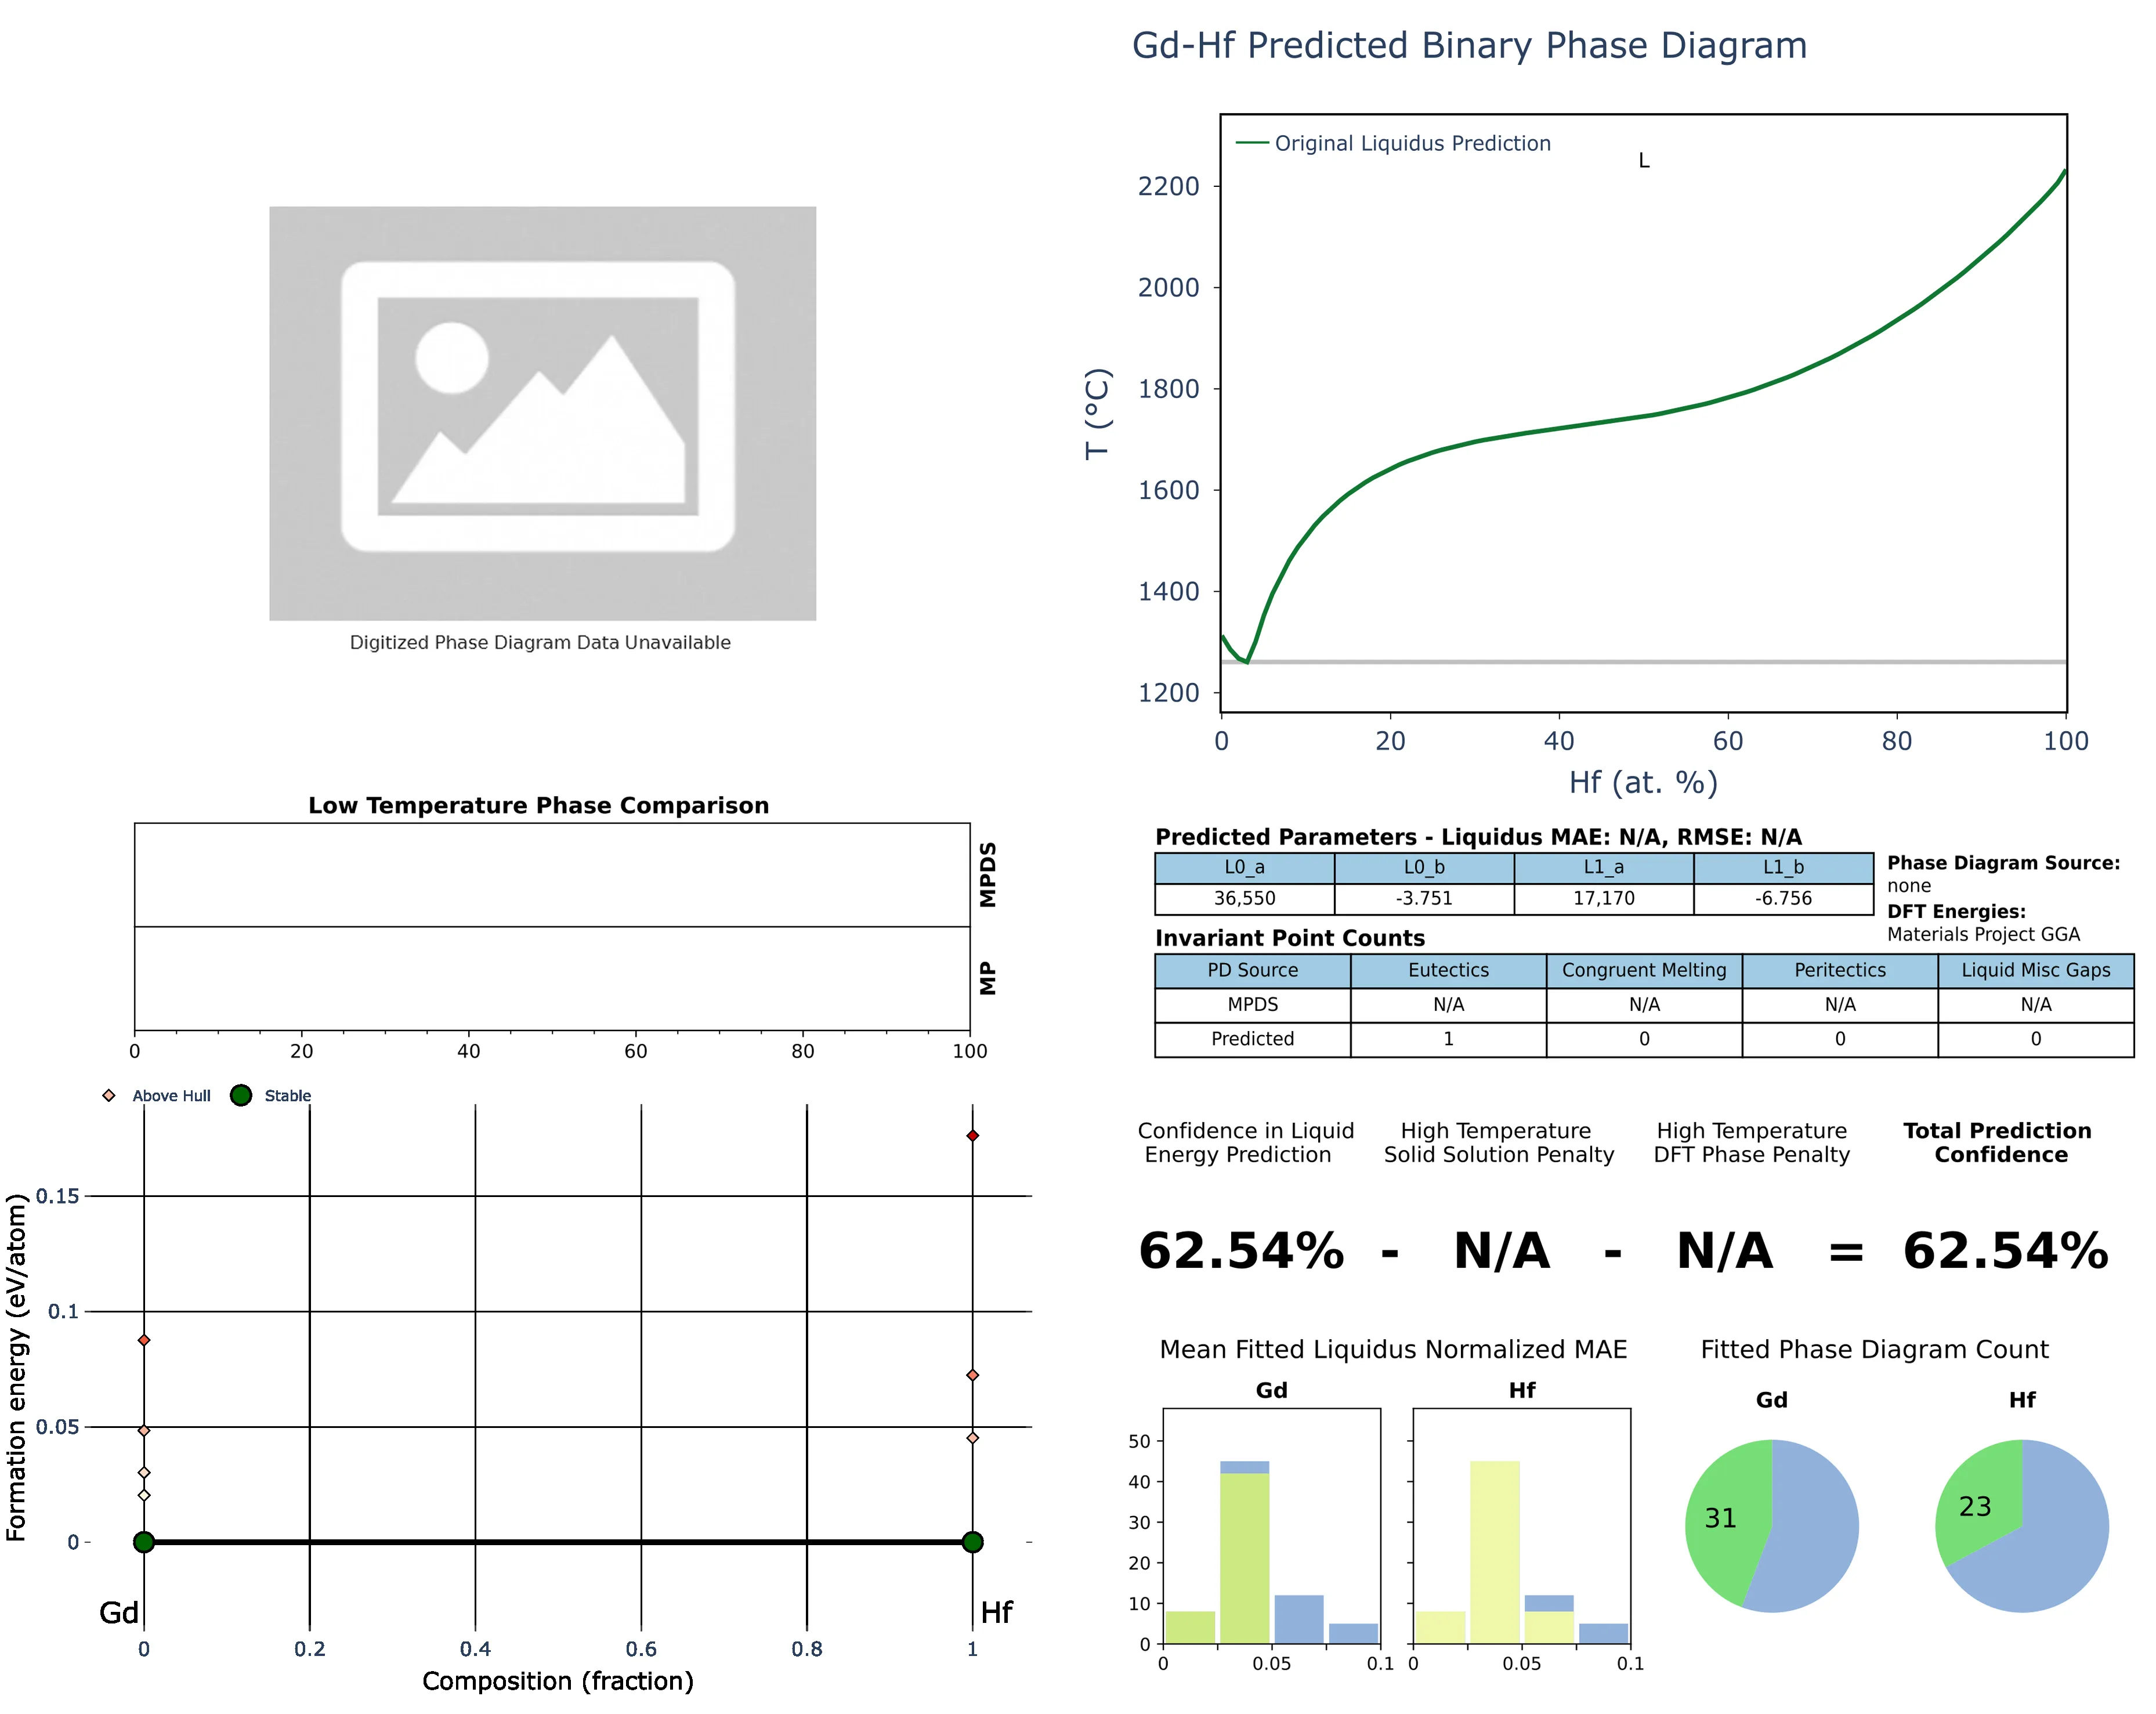 Gd-Hf Predicted Binary Phase Diagram
Digitized Phase Diagram Data Unavailable
Original Liquidus Prediction
L
2200
2000
1800
1600
1400
1200
T (°C)
0 20 40 60 80 100
Hf (at. %)
Low Temperature Phase Comparison
MPDS
MP
0 20 40 60 80 100
Predicted Parameters - Liquidus MAE: N/A, RMSE: N/A
L0_a L0_b L1_a L1_b
36,550 -3.751 17,170 -6.756
Phase Diagram Source:
none
DFT Energies:
Materials Project GGA
Invariant Point Counts
PD Source Eutectics Congruent Melting Peritectics Liquid Misc Gaps
MPDS N/A N/A N/A N/A
Predicted 1 0 0 0
Above Hull Stable
0.15
0.1
0.05
0
Formation energy (eV/atom)
Gd Hf
0 0.2 0.4 0.6 0.8 1
Composition (fraction)
Confidence in Liquid
Energy Prediction
High Temperature
Solid Solution Penalty
High Temperature
DFT Phase Penalty
Total Prediction
Confidence
62.54% - N/A - N/A = 62.54%
Mean Fitted Liquidus Normalized MAE
Gd Hf
50
40
30
20
10
0
0 0.05 0.1 0 0.05 0.1
Fitted Phase Diagram Count
Gd Hf
31 23